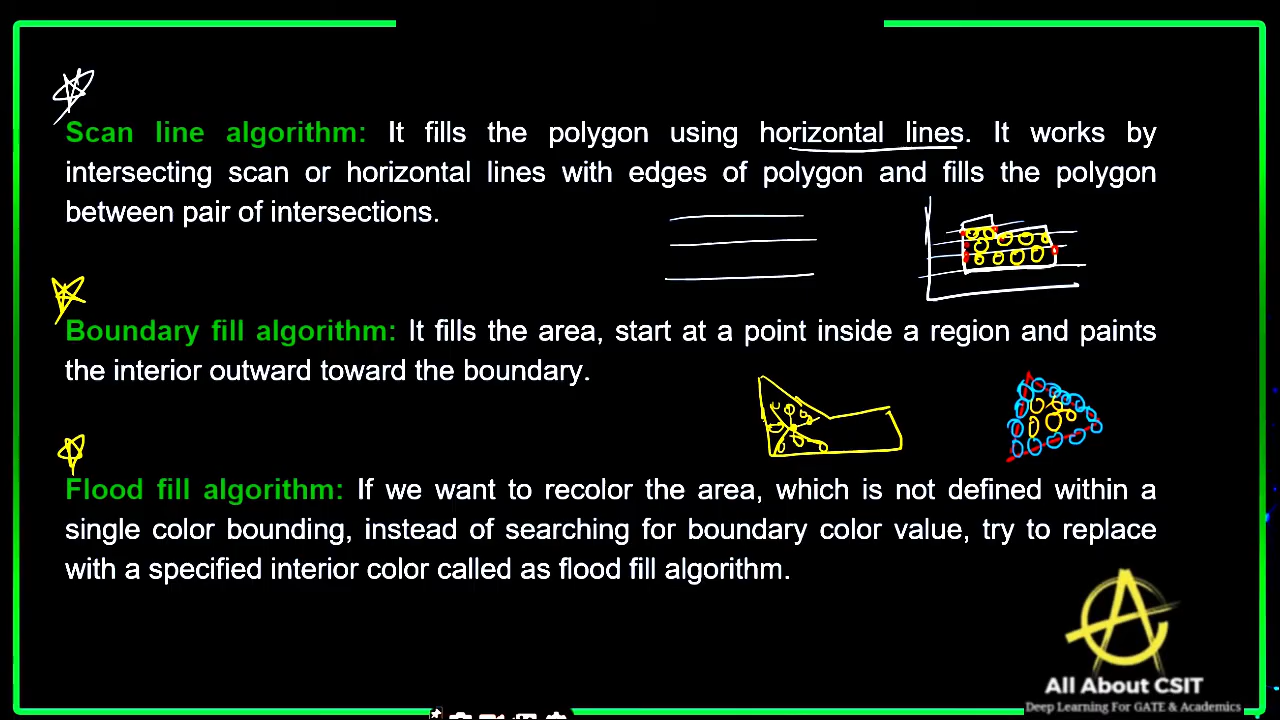 Scan line algorithm: It fills the polygon using horizontal lines. It works by
intersecting scan or horizontal lines with edges of polygon and fills the polygon
between pair of intersections.
Boundary fill algorithm: It fills the area, start at a point inside a region and paints
the interior outward toward the boundary.
Flood fill algorithm: If we want to recolor the area, which is not defined within a
single color bounding, instead of searching for boundary color value, try to replace
with a specified interior color called as flood fill algorithm.
All About CSIT
Deep Learning For GATE & Academics